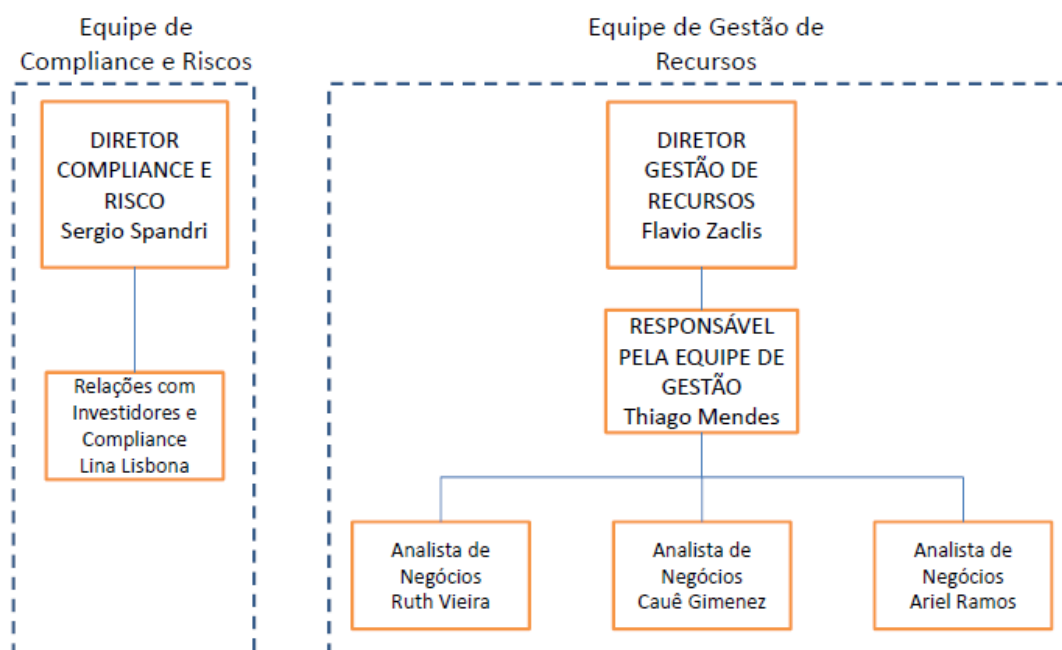 Equipe de
Compliance e Riscos
DIRETOR
COMPLIANCE E
RISCO
Sergio Spandri
Relações com
Investidores e
Compliance
Lina Lisbona
Equipe de Gestão de
Recursos
DIRETOR
GESTÃO DE
RECURSOS
Flavio Zaclis
RESPONSÁVEL
PELA EQUIPE DE
GESTÃO
Thiago Mendes
Analista de
Negócios
Ruth Vieira
Analista de
Negócios
Cauê Gimenez
Analista de
Negócios
Ariel Ramos